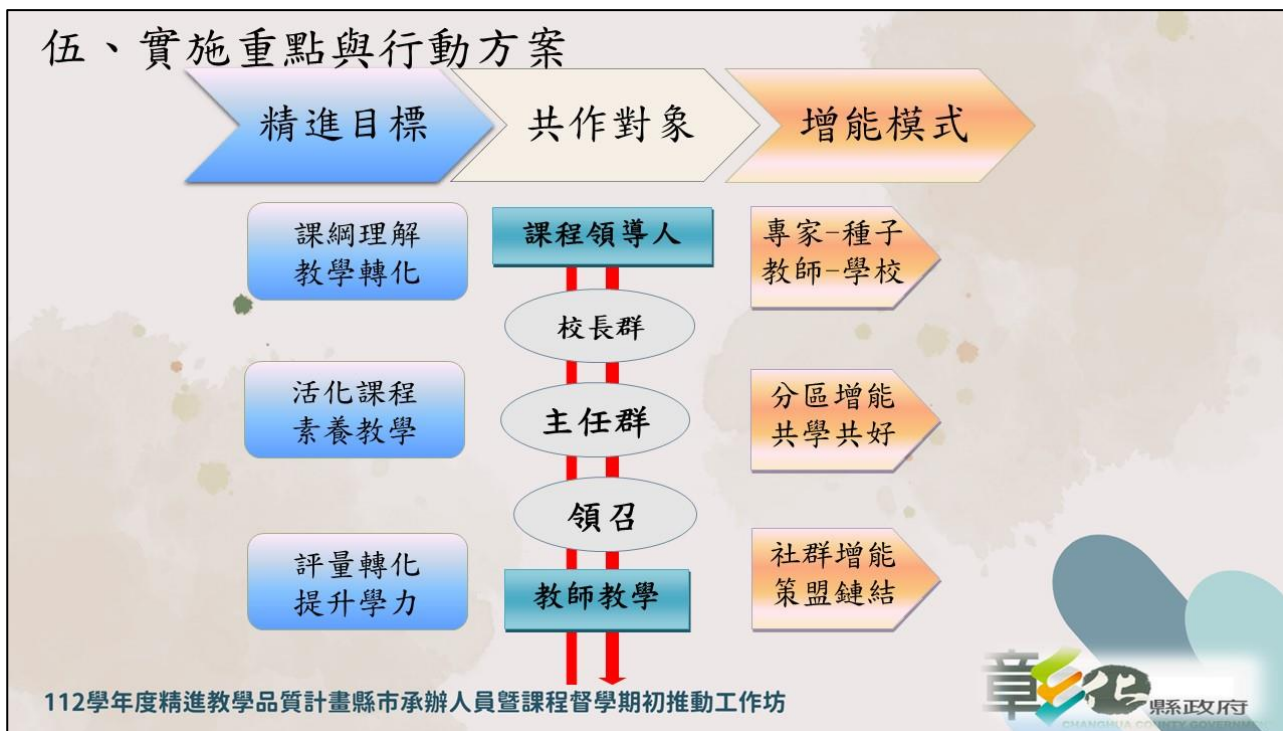 伍、實施重點與行動方案
精進目標
共作對象
增能模式
課綱理解
教學轉化
課程領導人
專家-種子
教師-學校
校長群
活化課程
素養教學
主任群
分區增能
共學共好
領召
評量轉化
提升學力
教師教學
社群增能
策盟鏈結
112學年度精進教學品質計畫縣市承辦人員暨課程督學期初推動工作坊
彰化縣政府
CHANGHUA COUNTY GOVERNMENT